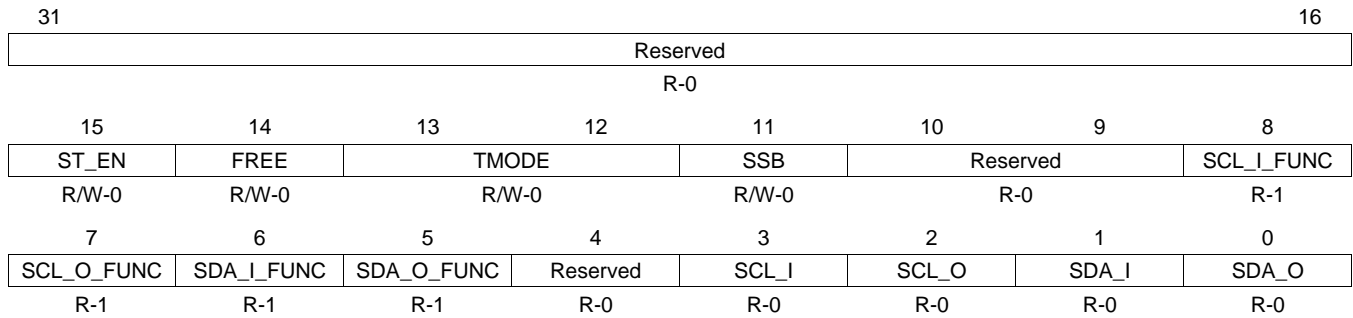 31 16
Reserved
R-0
15 14 13 12 11 10 9 8
ST_EN FREE TMODE SSB Reserved SCL_I_FUNC
R/W-0 R/W-0 R/W-0 R/W-0 R-0 R-1
7 6 5 4 3 2 1 0
SCL_O_FUNC SDA_I_FUNC SDA_O_FUNC Reserved SCL_I SCL_O SDA_I SDA_O
R-1 R-1 R-1 R-0 R-0 R-0 R-0 R-0